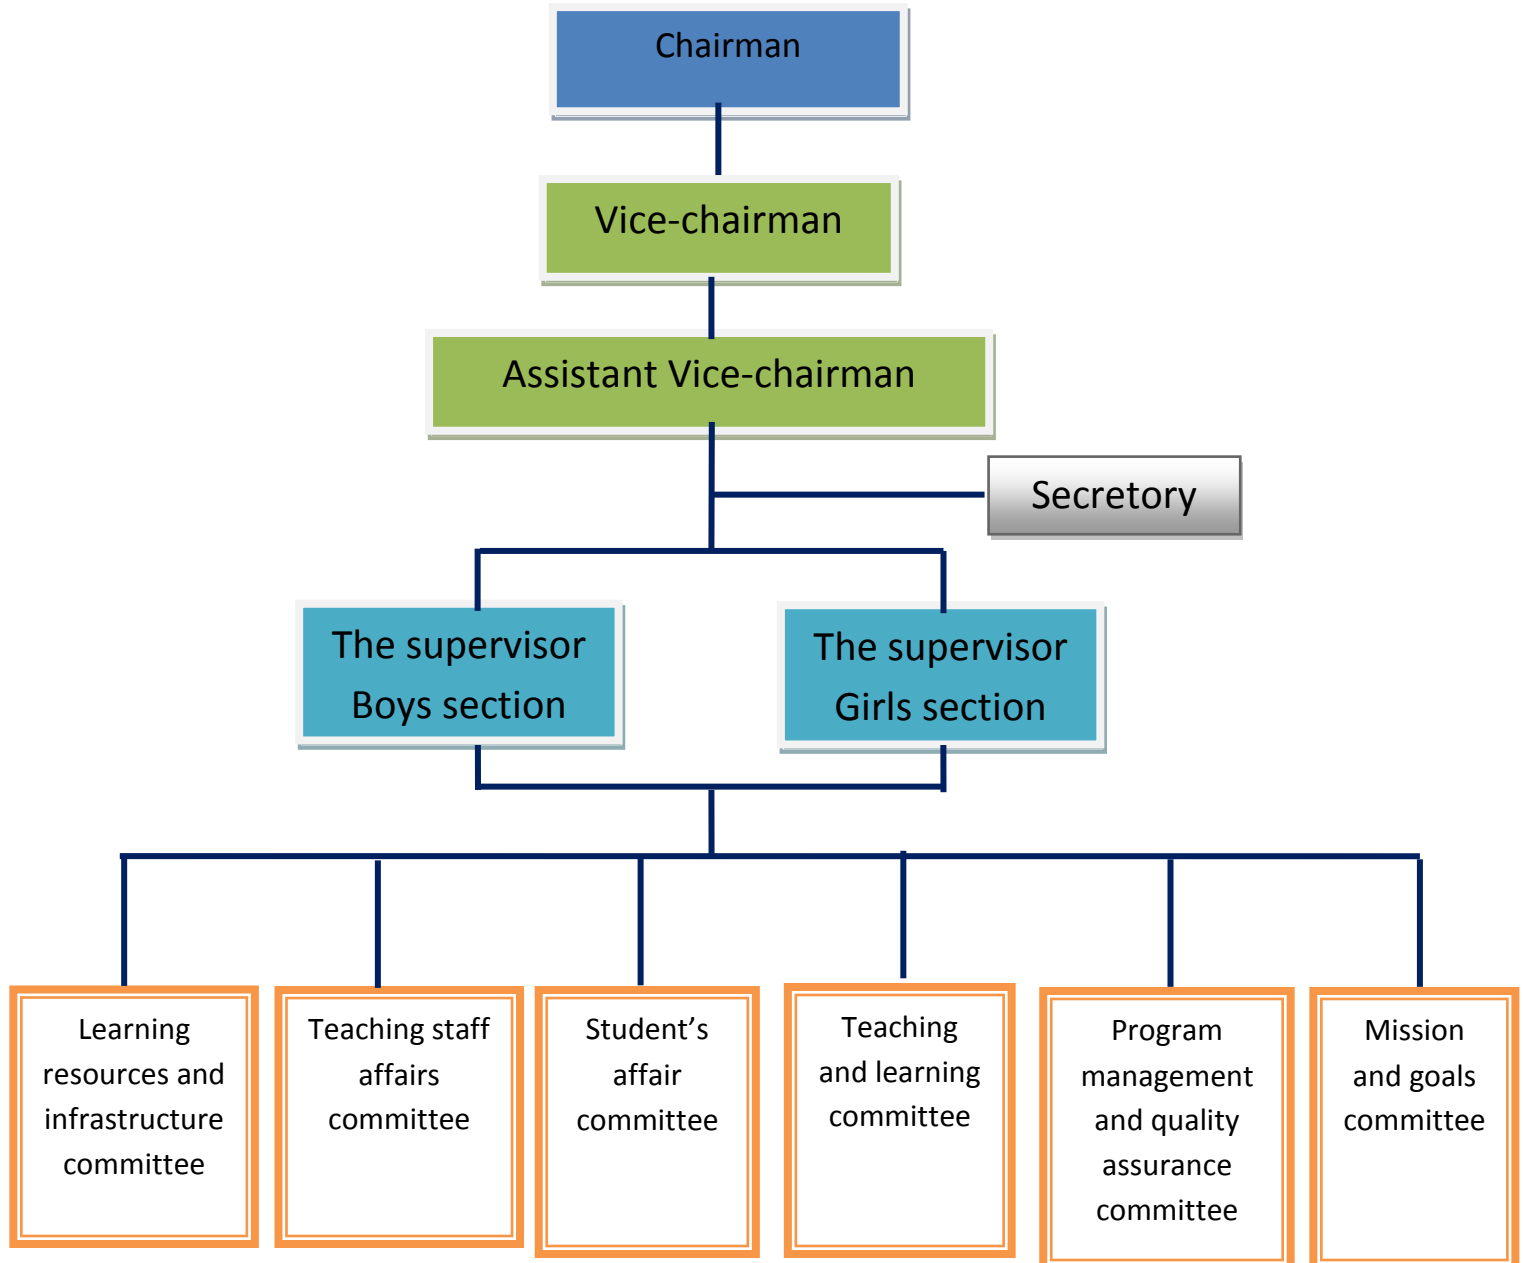 Chairman
Vice-chairman
Assistant Vice-chairman
Secretory
The supervisor
Boys section
The supervisor
Girls section
Learning
resources and
infrastructure
committee
Teaching staff
affairs
committee
Student’s
affair
committee
Teaching
and learning
committee
Program
management
and quality
assurance
committee
Mission
and goals
committee